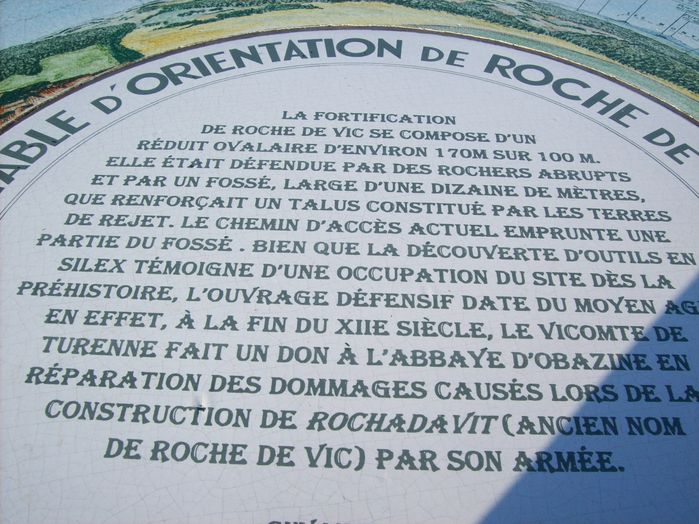 TABLE D'ORIENTATION DE ROCHE DE
LA FORTIFICATION
DE ROCHE DE VIC SE COMPOSE D'UN
RÉDUIT OVALAIRE D'ENVIRON 170M SUR 100 M.
ELLE ÉTAIT DÉFENDUE PAR DES ROCHERS ABRUPTS
ET PAR UN FOSSÉ, LARGE D'UNE DIZAINE DE MÈTRES,
QUE RENFORÇAIT UN TALUS CONSTITUÉ PAR LES TERRES
DE REJET. LE CHEMIN D'ACCÈS ACTUEL EMPRUNTE UNE
PARTIE DU FOSSÉ . BIEN QUE LA DÉCOUVERTE D'OUTILS EN
SILEX TÉMOIGNE D'UNE OCCUPATION DU SITE DÈS LA
PRÉHISTOIRE, L'OUVRAGE DÉFENSIF DATE DU MOYEN AG
EN EFFET, À LA FIN DU XIIE SIÈCLE, LE VICOMTE DE
TURENNE FAIT UN DON À L'ABBAYE D'OBAZINE EN
RÉPARATION DES DOMMAGES CAUSÉS LORS DE LA
CONSTRUCTION DE ROCHADAVIT (ANCIEN NOM
DE ROCHE DE VIC) PAR SON ARMÉE.